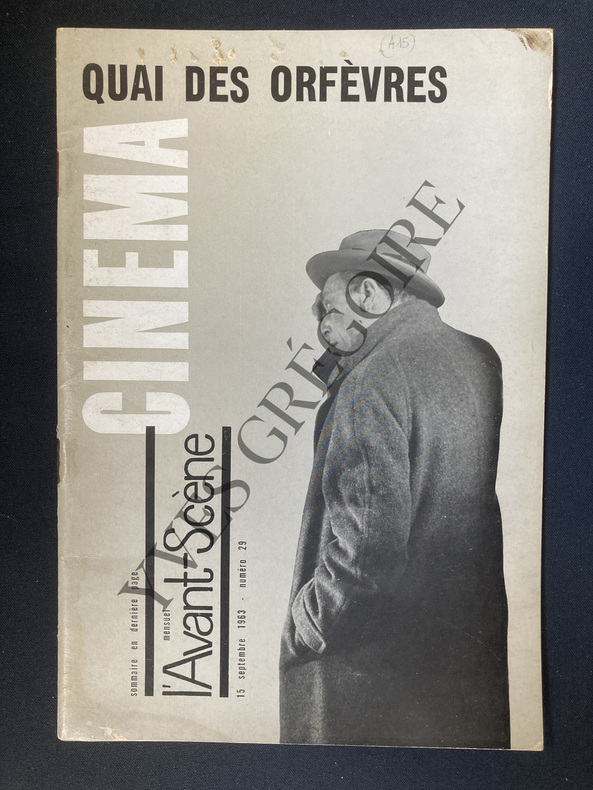 (A15)
QUAI DES ORFÈVRES
CINEMA
l'Avant-Scène
mensuel
sommaire en dernière page
15 septembre 1963 - numéro 29
YVES GRÉGOIRE